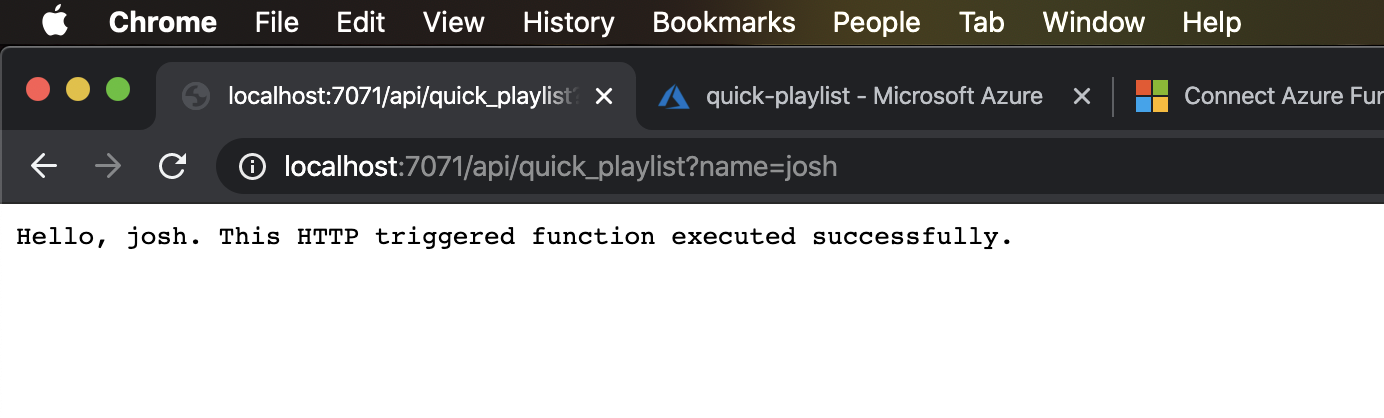 Chrome File Edit View History Bookmarks People Tab Window Help
localhost:7071/api/quick_playlist? quick-playlist - Microsoft Azure Connect Azure Fun
localhost:7071/api/quick_playlist?name=josh
Hello, josh. This HTTP triggered function executed successfully.